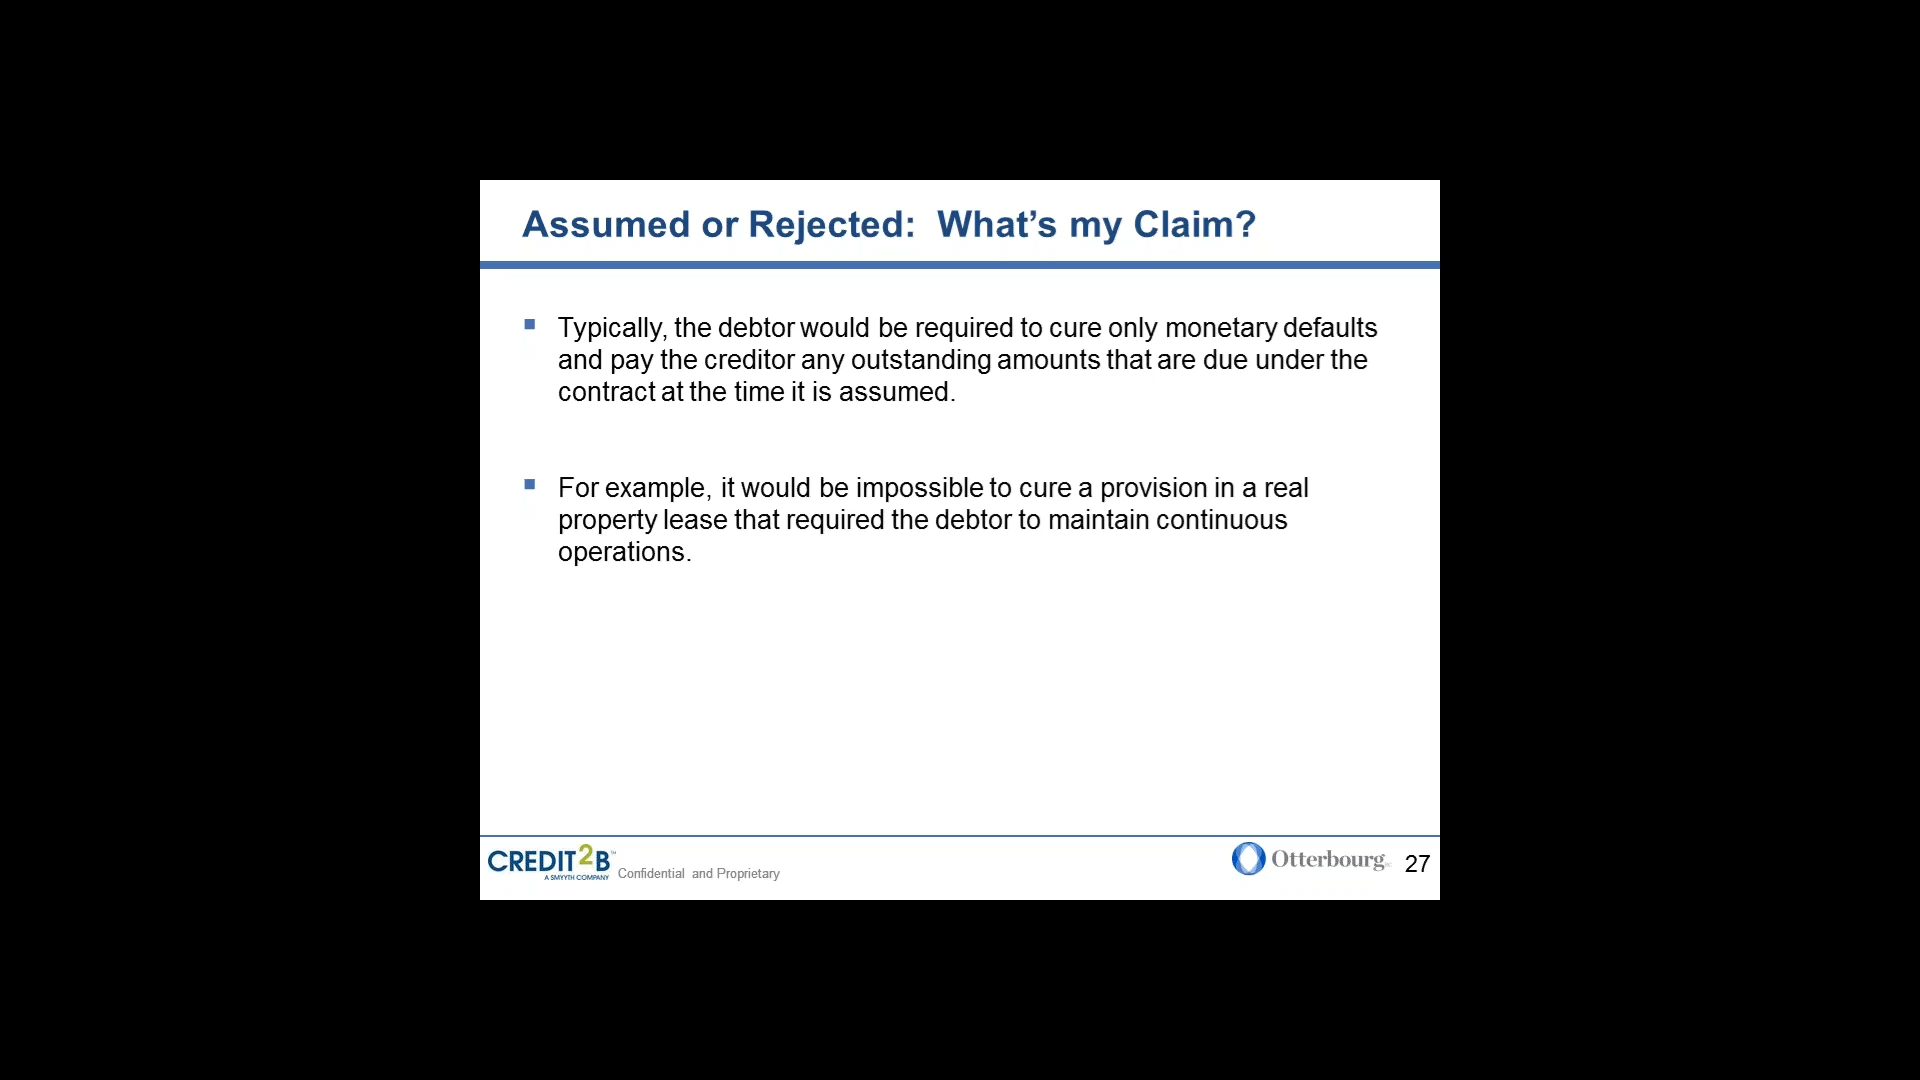 Assumed or Rejected:  What’s my Claim?
Typically, the debtor would be required to cure only monetary defaults
and pay the creditor any outstanding amounts that are due under the
contract at the time it is assumed.
For example, it would be impossible to cure a provision in a real
property lease that required the debtor to maintain continuous
operations.
CREDIT2B™
A SMYYTH COMPANY
Confidential and Proprietary
Otterbourg
27